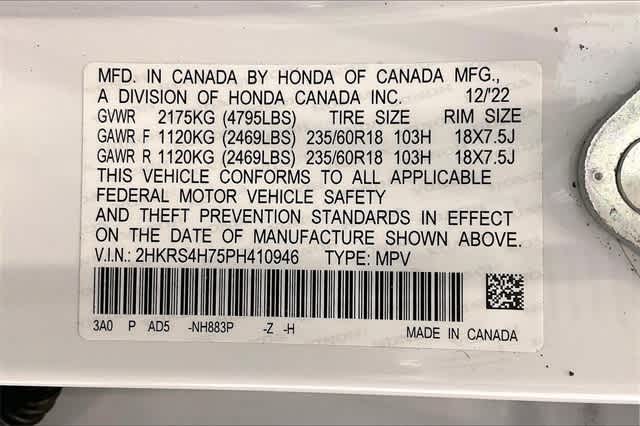 MFD. IN CANADA BY HONDA OF CANADA MFG.,
A DIVISION OF HONDA CANADA INC. 12/'22
GVWR 2175KG (4795LBS) TIRE SIZE RIM SIZE
GAWR F 1120KG (2469LBS) 235/60R18 103H 18X7.5J
GAWR R 1120KG (2469LBS) 235/60R18 103H 18X7.5J
THIS VEHICLE CONFORMS TO ALL APPLICABLE
FEDERAL MOTOR VEHICLE SAFETY
AND THEFT PREVENTION STANDARDS IN EFFECT
ON THE DATE OF MANUFACTURE SHOWN ABOVE.
V.I.N.: 2HKRS4H75PH410946 TYPE: MPV
3A0 P AD5 -NH883P -Z -H MADE IN CANADA